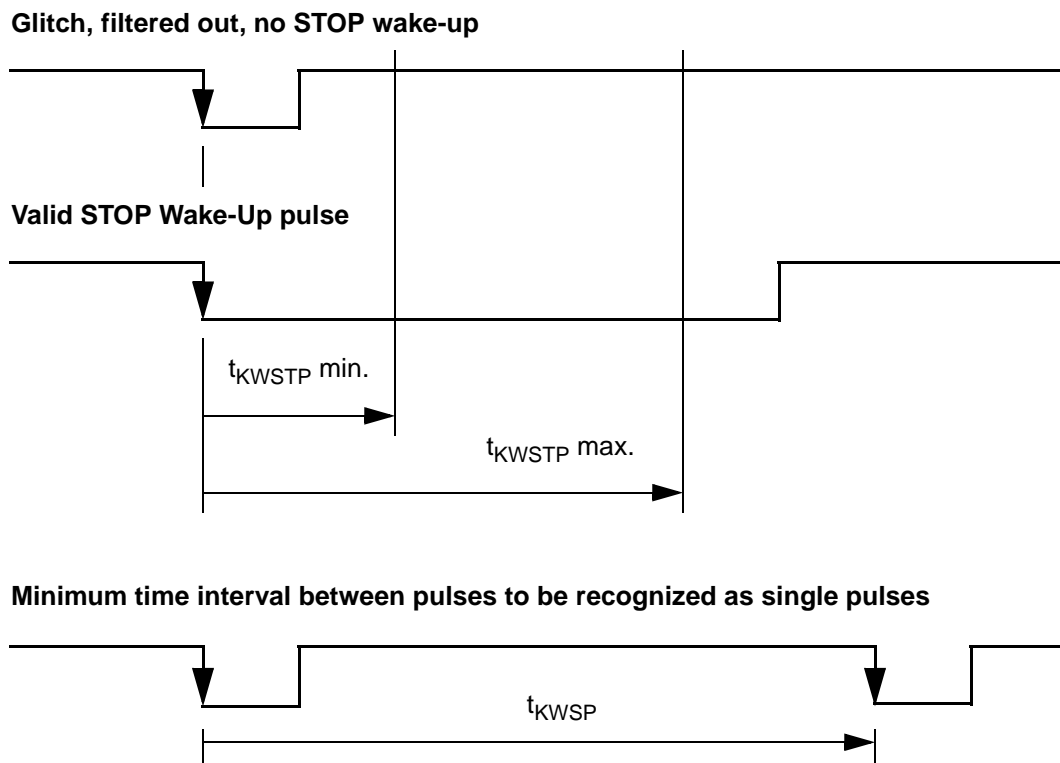 Glitch, filtered out, no STOP wake-up
Valid STOP Wake-Up pulse
tKWSTP min.
tKWSTP max.
Minimum time interval between pulses to be recognized as single pulses
tKWSP